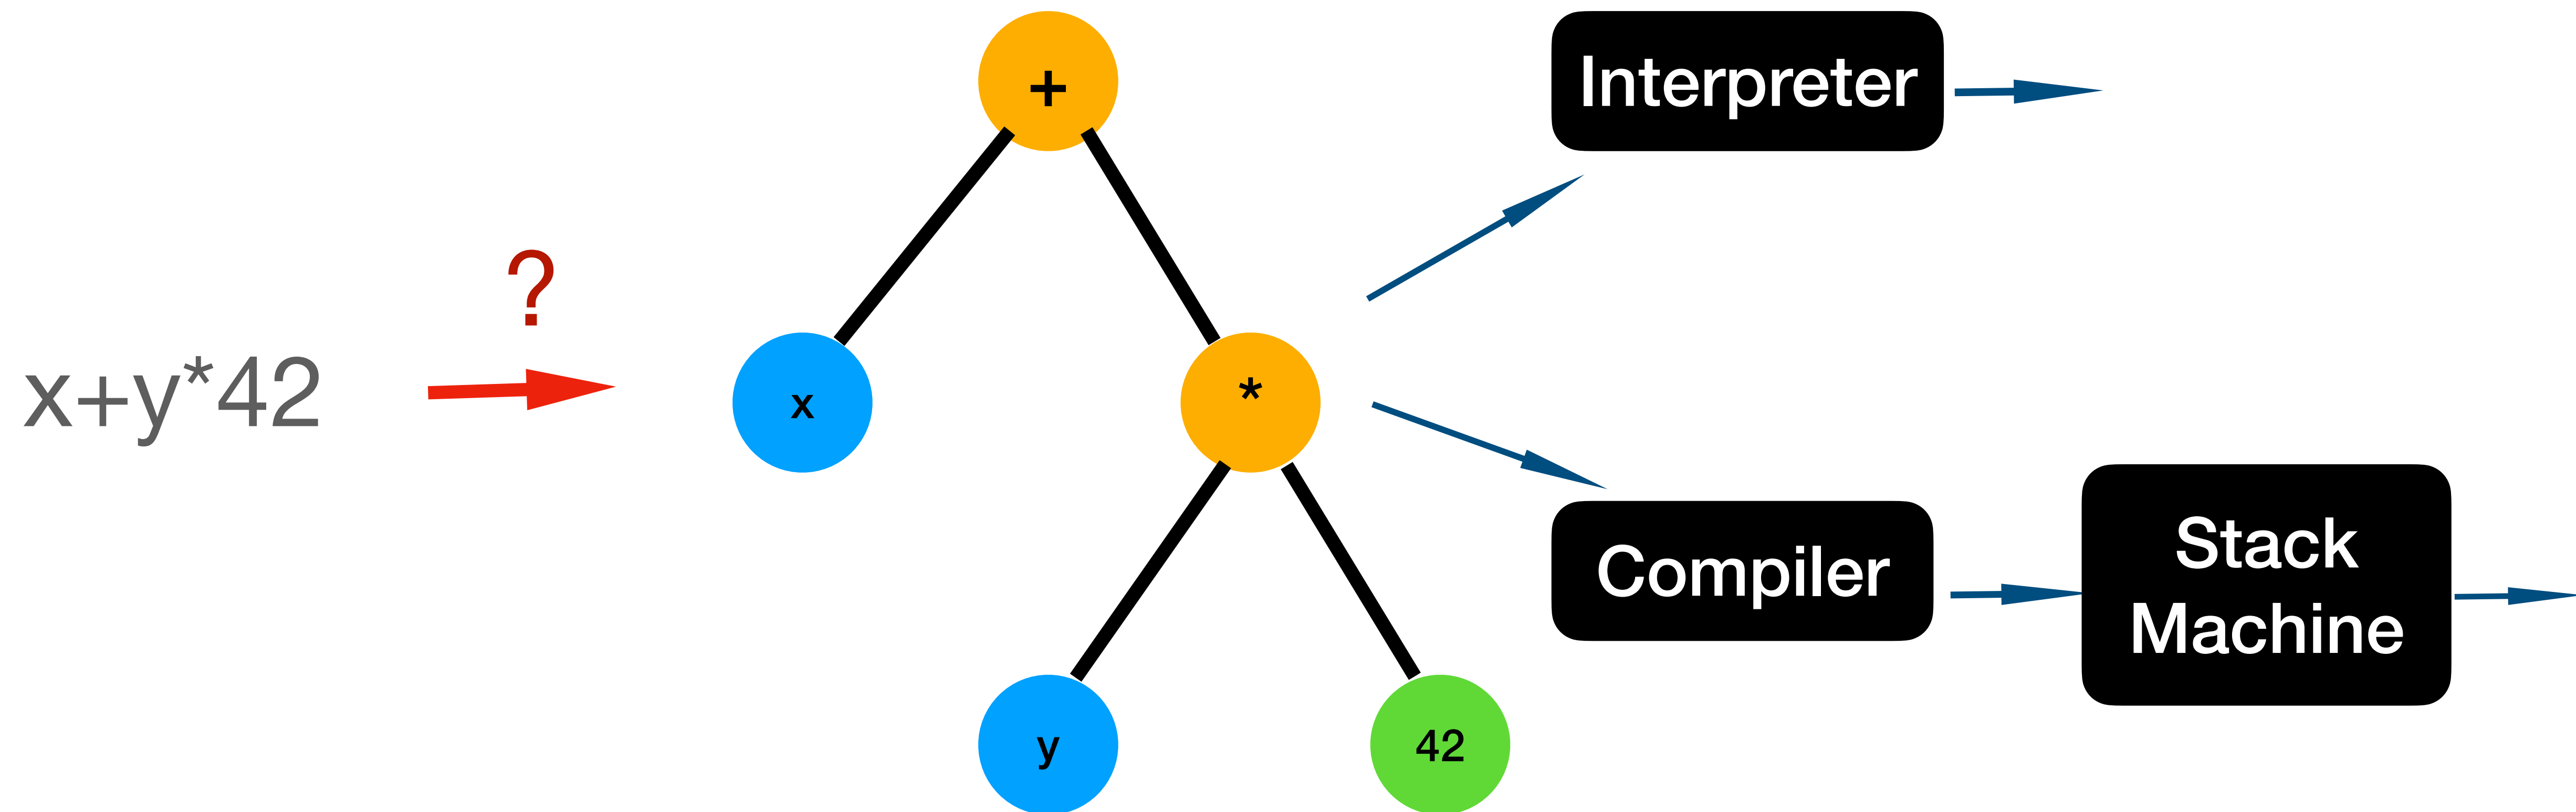 x+y*42
?
+
x
*
y
42
Interpreter
Compiler
Stack
Machine